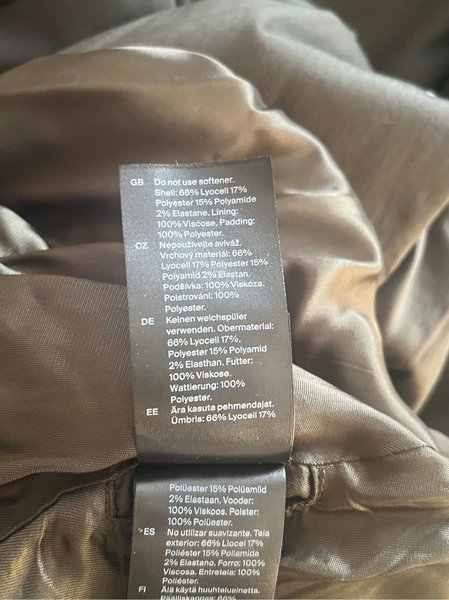 GB Do not use softener.
Shell: 66% Lyocell 17%
Polyester 15% Polyamide
2% Elastane. Lining:
100% Viscose. Padding:
100% Polyester.
CZ Nepoužívejte aviváž.
Vrchový materiál: 66%
Lyocell 17% Polyester 15%
Polyamid 2% Elastan.
Podšívka: 100% Viskóza.
Polstrování: 100%
Polyester.
DE Keinen weichspüler
verwenden. Obermaterial:
66% Lyocell 17%.
Polyester 15% Polyamid
2% Elasthan. Futter:
100% Viskose.
Wattierung: 100%
Polyester.
EE Ära kasuta pehmendajat.
Ümbris: 66% Lyocell 17%
Polüester 15% Polüamiid
2% Elastaan. Vooder:
100% Viskoos. Polster:
100% Polüester.
ES No utilizar suavizante. Tela
exterior: 66% Liocel 17%
Poliéster 15% Poliamida
2% Elastano. Forro: 100%
Viscosa. Entretela: 100%
Poliéster.
FI Älä käytä huuhtelusinetta.
Päällikangas: 66%